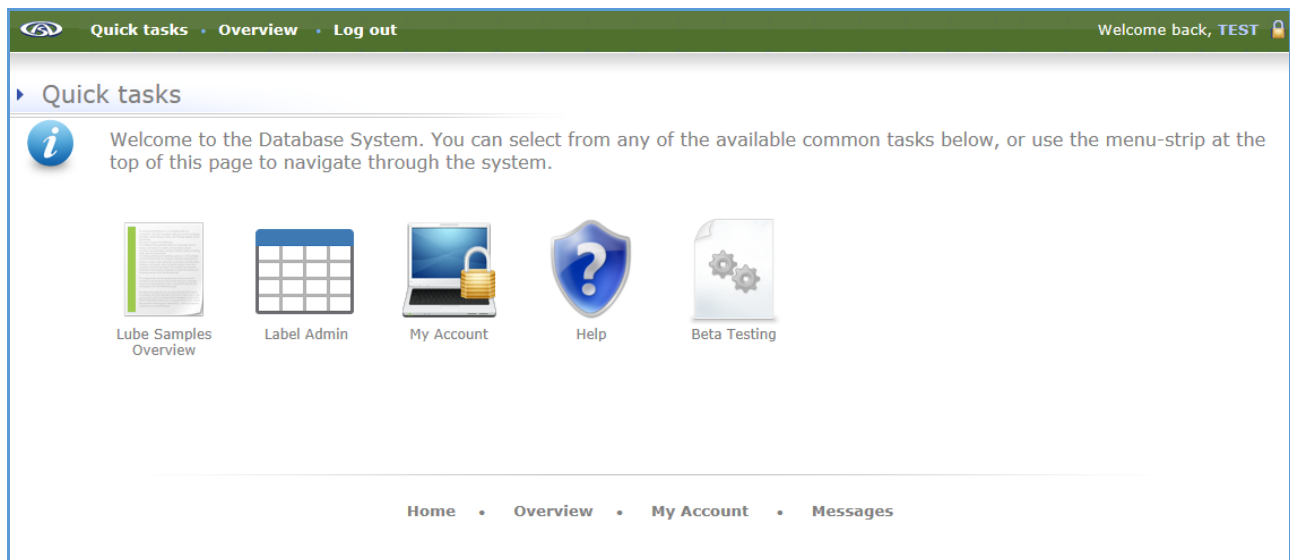 Quick tasks • Overview • Log out
Welcome back, TEST
Quick tasks
Welcome to the Database System. You can select from any of the available common tasks below, or use the menu-strip at the
top of this page to navigate through the system.
Lube Samples
Overview
Label Admin
My Account
Help
Beta Testing
Home • Overview • My Account • Messages